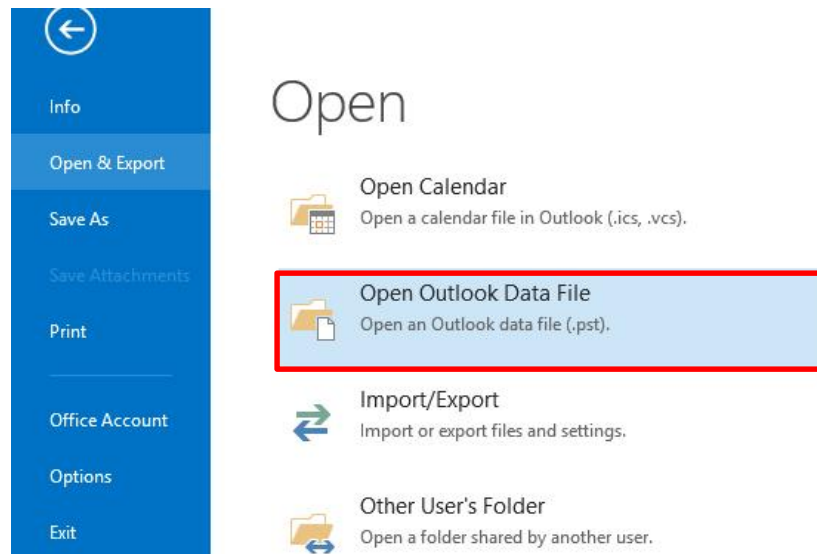 Info
Open & Export
Save As
Save Attachments
Print
Office Account
Options
Exit
Open
Open Calendar
Open a calendar file in Outlook (.ics, .vcs).
Open Outlook Data File
Open an Outlook data file (.pst).
Import/Export
Import or export files and settings.
Other User's Folder
Open a folder shared by another user.